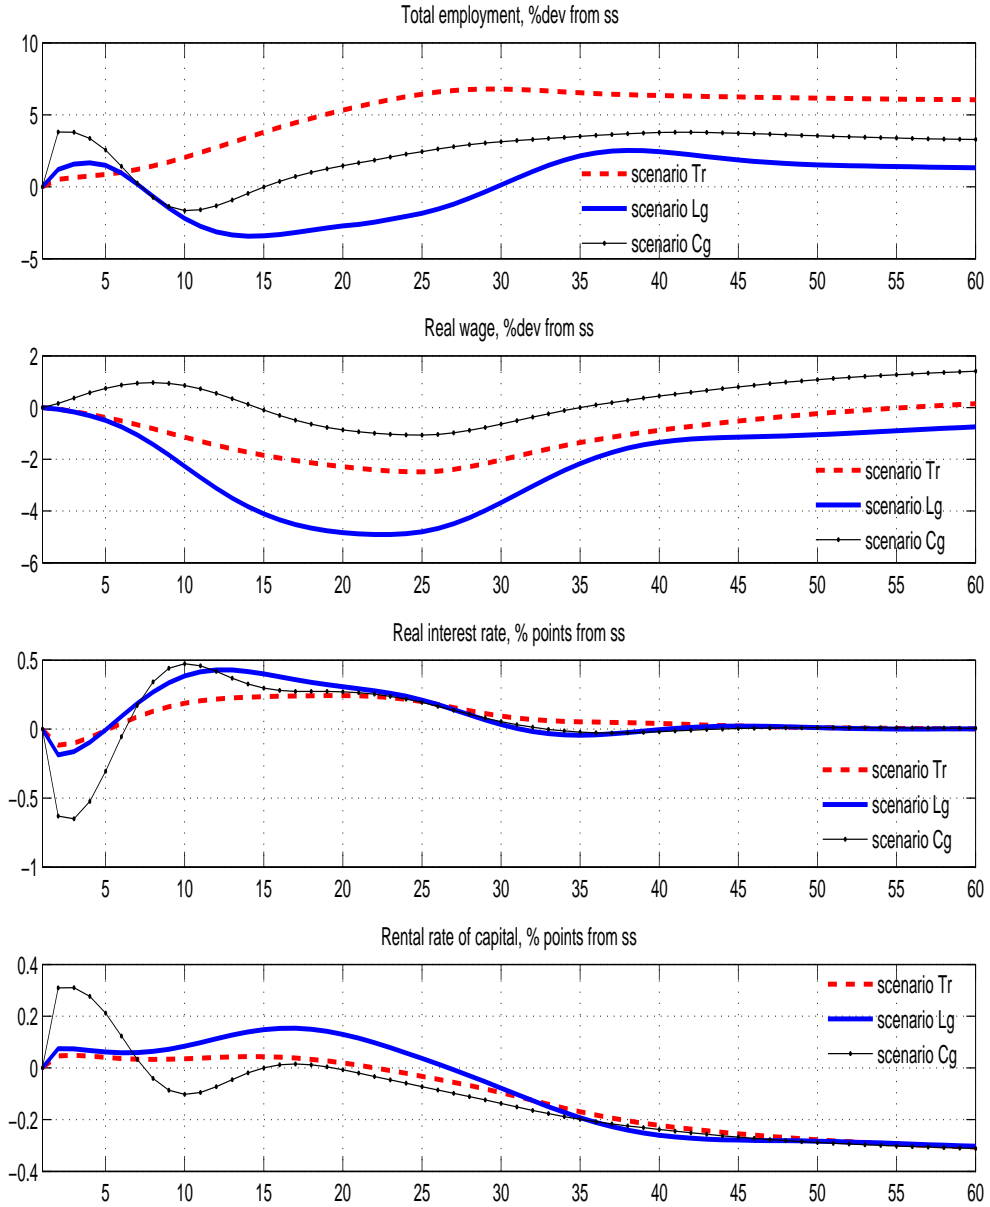 Total employment, %dev from ss
10
5
0
−5
scenario Tr
scenario Lg
scenario Cg
5 10 15 20 25 30 35 40 45 50 55 60
Real wage, %dev from ss
2
0
−2
−4
−6
scenario Tr
scenario Lg
scenario Cg
5 10 15 20 25 30 35 40 45 50 55 60
Real interest rate, % points from ss
0.5
0
−0.5
−1
scenario Tr
scenario Lg
scenario Cg
5 10 15 20 25 30 35 40 45 50 55 60
Rental rate of capital, % points from ss
0.4
0.2
0
−0.2
−0.4
scenario Tr
scenario Lg
scenario Cg
5 10 15 20 25 30 35 40 45 50 55 60